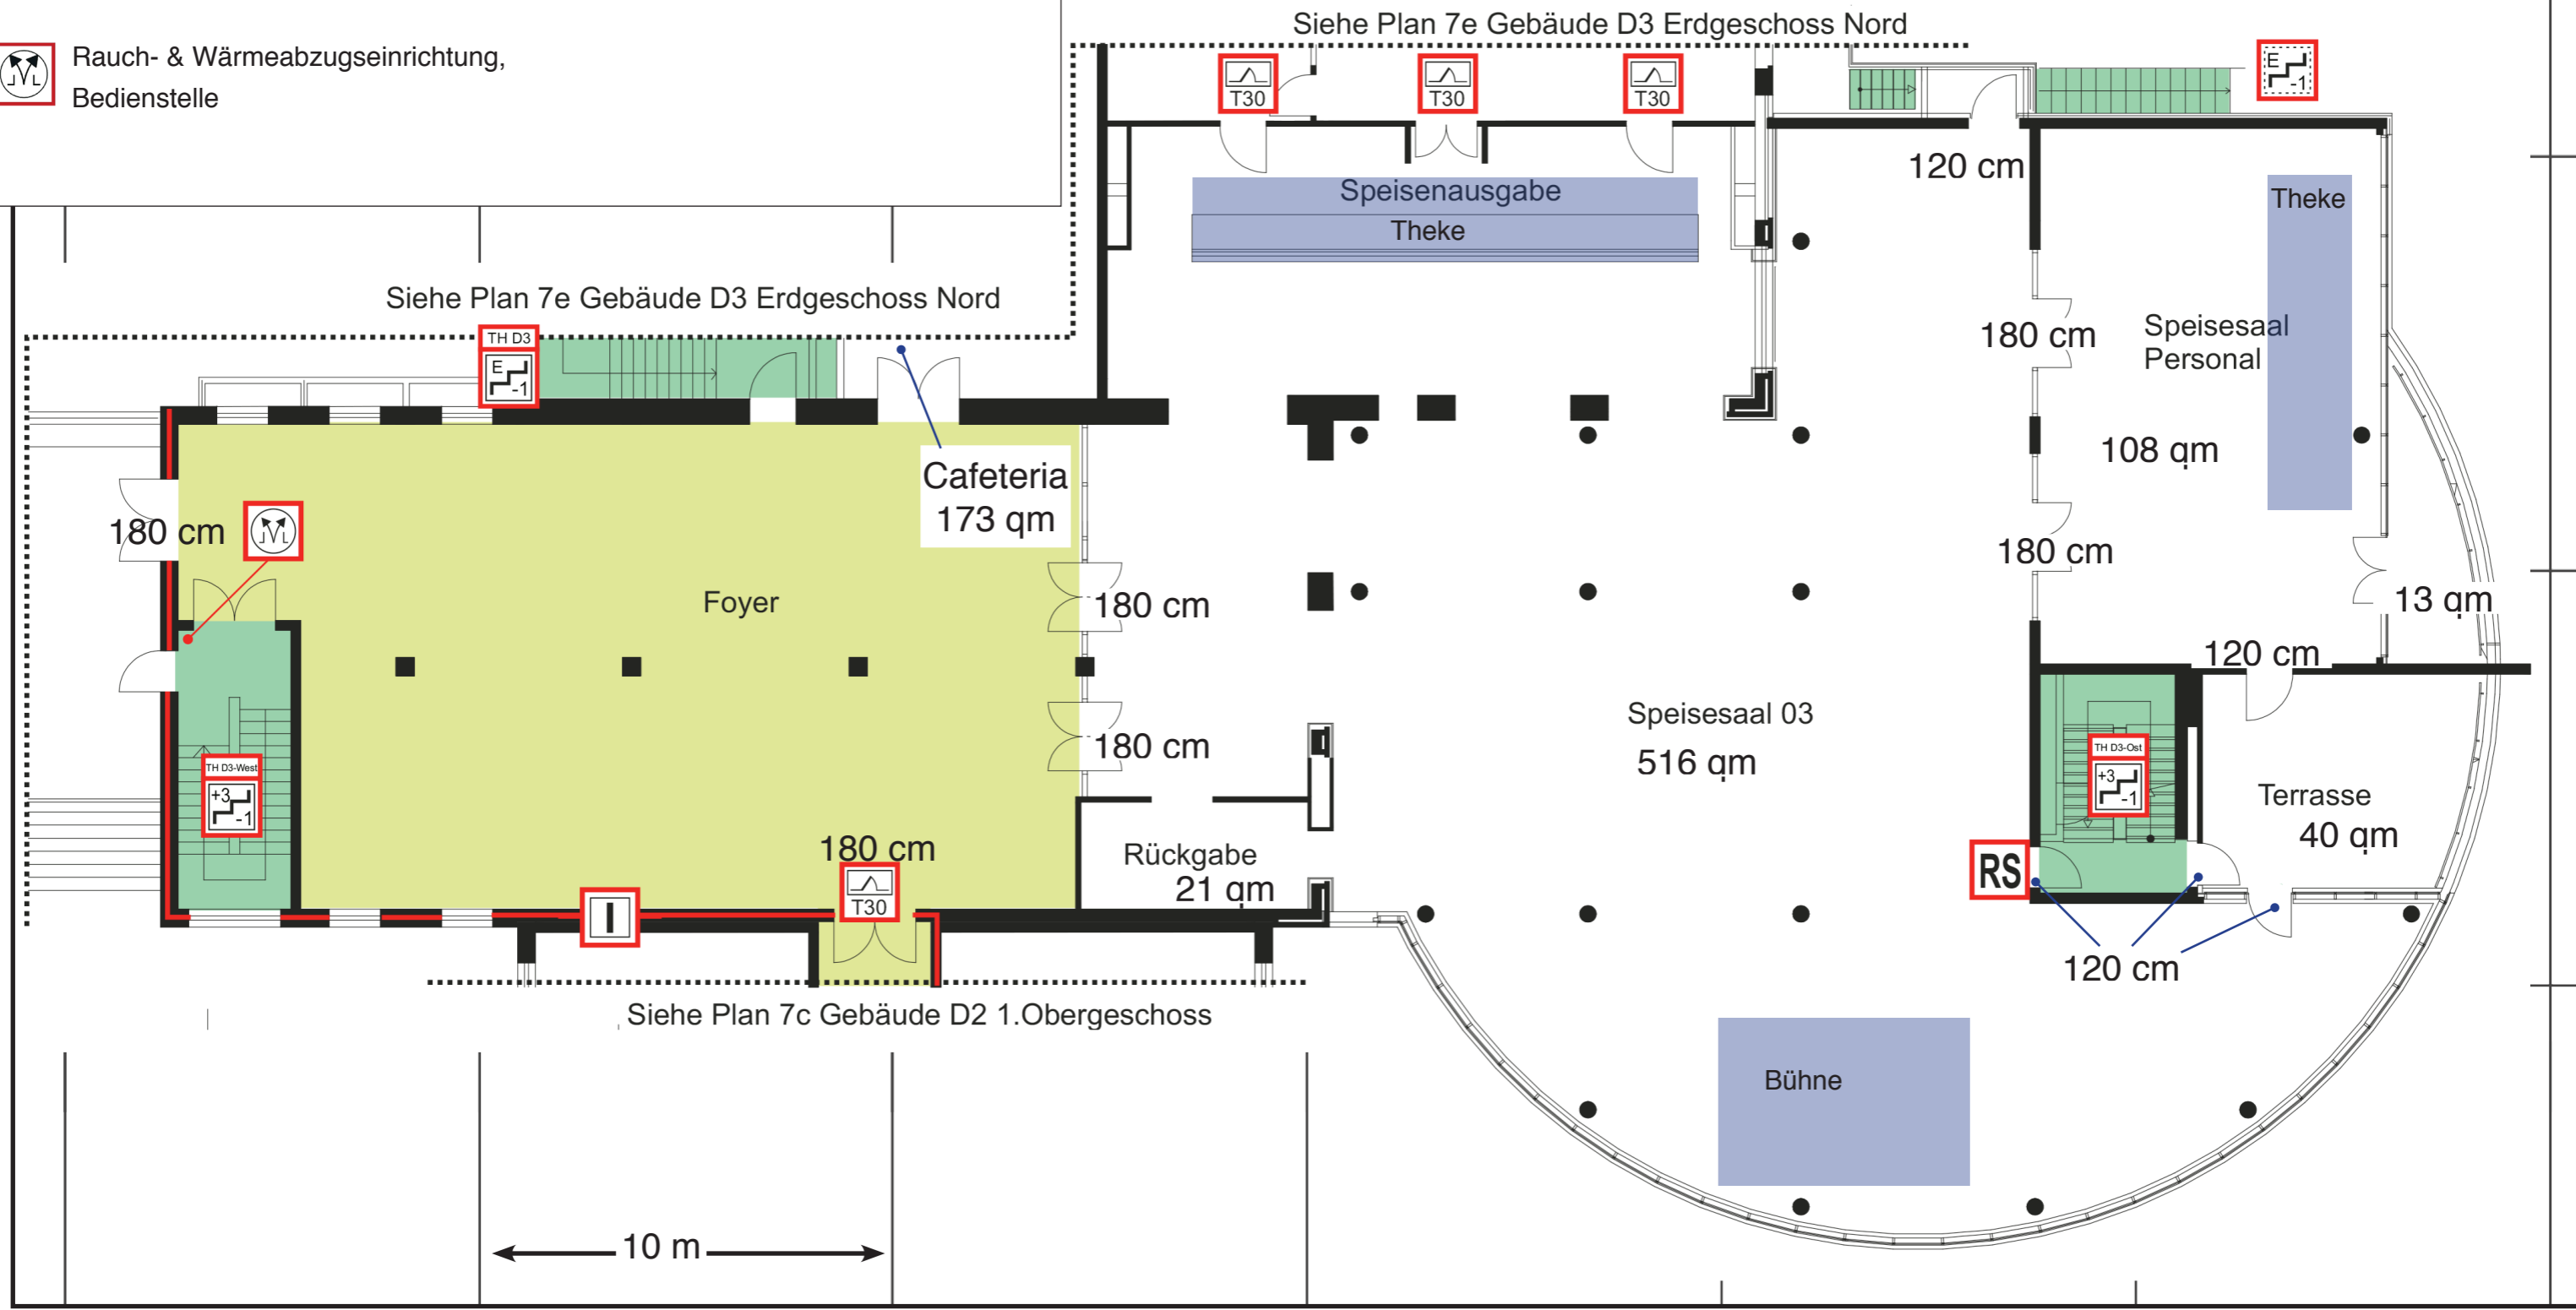 Siehe Plan 7e Gebäude D3 Erdgeschoss Nord
Rauch- & Wärmeabzugseinrichtung,
Bedienstelle
T30
T30
T30
E
-1
120 cm
Speisenausgabe
Theke
Theke
Siehe Plan 7e Gebäude D3 Erdgeschoss Nord
TH D3
E
-1
180 cm
Speisesaal
Personal
108 qm
Cafeteria
173 qm
180 cm
180 cm
Foyer
180 cm
13 qm
120 cm
Speisesaal 03
516 qm
180 cm
TH D3-West
+3
-1
TH D3-Ost
+3
-1
Terrasse
40 qm
180 cm
T30
Rückgabe
21 qm
RS
I
120 cm
Siehe Plan 7c Gebäude D2 1.Obergeschoss
Bühne
10 m